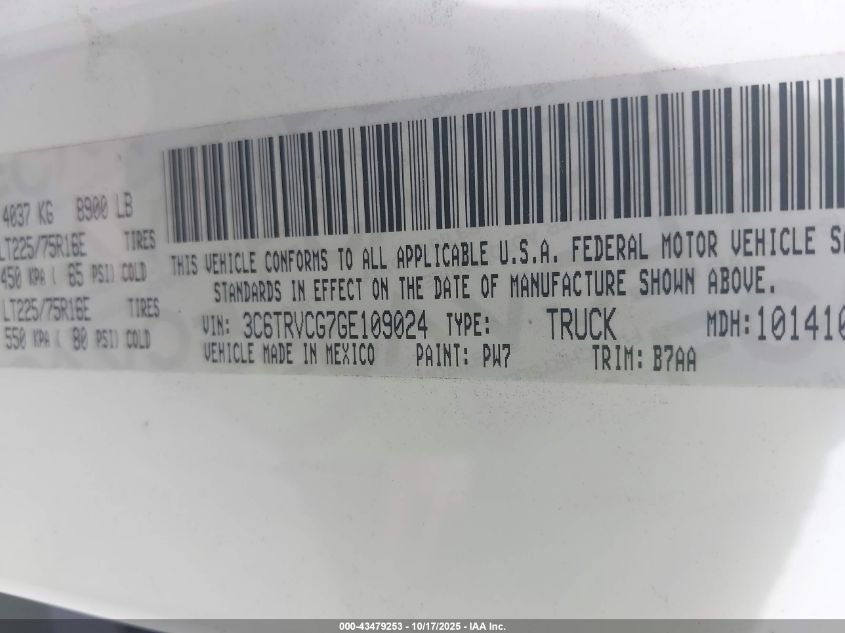 4037 KG 8900 LB
LT225/75R16E TIRES
450 KPA ( 65 PSI) COLD
LT225/75R16E TIRES
550 KPA ( 80 PSI) COLD
THIS VEHICLE CONFORMS TO ALL APPLICABLE U.S.A. FEDERAL MOTOR VEHICLE SA
STANDARDS IN EFFECT ON THE DATE OF MANUFACTURE SHOWN ABOVE.
VIN: 3C6TRVCG7GE109024 TYPE: TRUCK MDH: 101410
VEHICLE MADE IN MEXICO PAINT: PW7 TRIM: B7AA
000-43479253 - 10/17/2025 - IAA Inc.